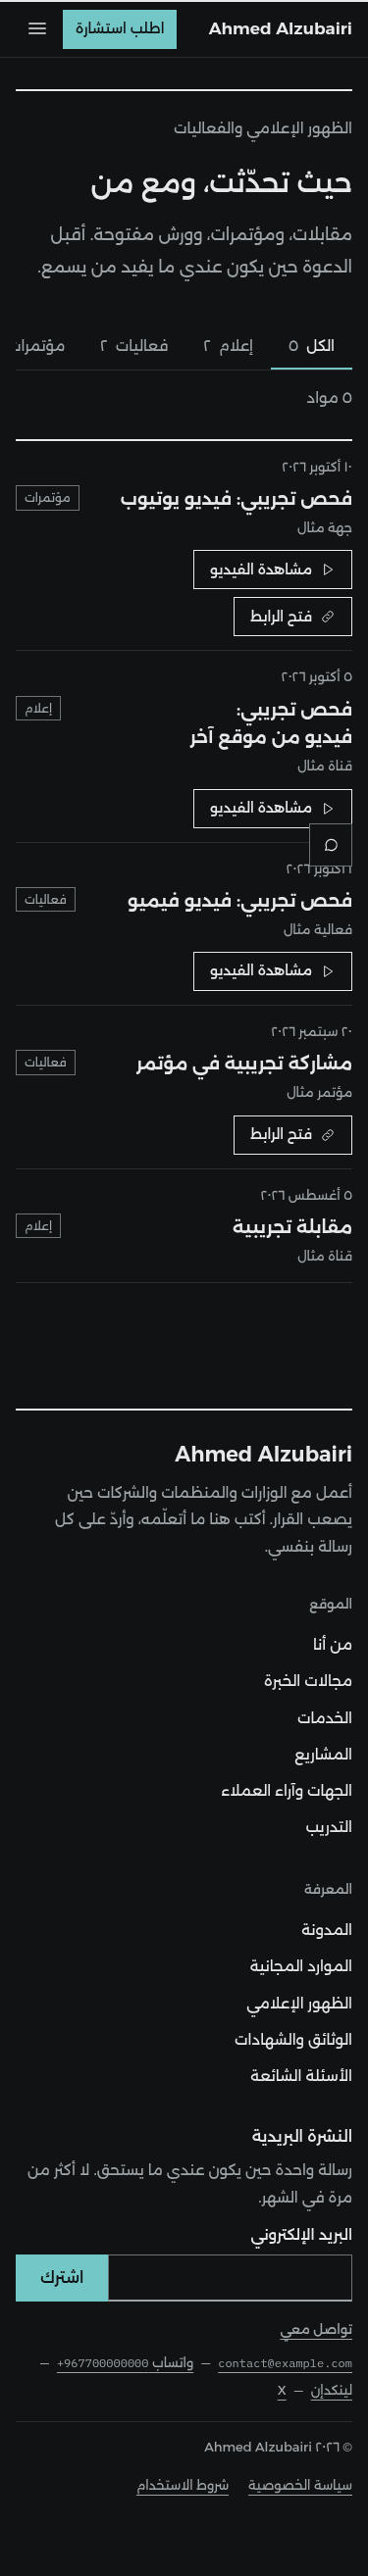 Ahmed Alzubairi
اطلب استشارة
الظهور الإعلامي والفعاليات
حيث تحدّثت، ومع من
مقابلات، ومؤتمرات، وورش مفتوحة. أقبل
الدعوة حين يكون عندي ما يفيد من يسمع.
الكل ٥ إعلام ٢ فعاليات ٢ مؤتمرات
٥ مواد
١٠ أكتوبر ٢٠٢٦
فحص تجريبي: فيديو يوتيوب
مؤتمرات
جهة مثال
مشاهدة الفيديو
فتح الرابط
٥ أكتوبر ٢٠٢٦
فحص تجريبي:
فيديو من موقع آخر
إعلام
قناة مثال
مشاهدة الفيديو
١ أكتوبر ٢٠٢٦
فحص تجريبي: فيديو فيميو
فعاليات
فعالية مثال
مشاهدة الفيديو
٢٠ سبتمبر ٢٠٢٦
مشاركة تجريبية في مؤتمر
فعاليات
مؤتمر مثال
فتح الرابط
٥ أغسطس ٢٠٢٦
مقابلة تجريبية
إعلام
قناة مثال
Ahmed Alzubairi
أعمل مع الوزارات والمنظمات والشركات حين
يصعب القرار. أكتب هنا ما أتعلّمه، وأردّ على كل
رسالة بنفسي.
الموقع
من أنا
مجالات الخبرة
الخدمات
المشاريع
الجهات وآراء العملاء
التدريب
المعرفة
المدونة
الموارد المجانية
الظهور الإعلامي
الوثائق والشهادات
الأسئلة الشائعة
النشرة البريدية
رسالة واحدة حين يكون عندي ما يستحق. لا أكثر من
مرة في الشهر.
البريد الإلكتروني
اشترك
تواصل معي
contact@example.com — واتساب +967700000000 —
لينكدإن — X
© ٢٠٢٦ Ahmed Alzubairi
سياسة الخصوصية شروط الاستخدام